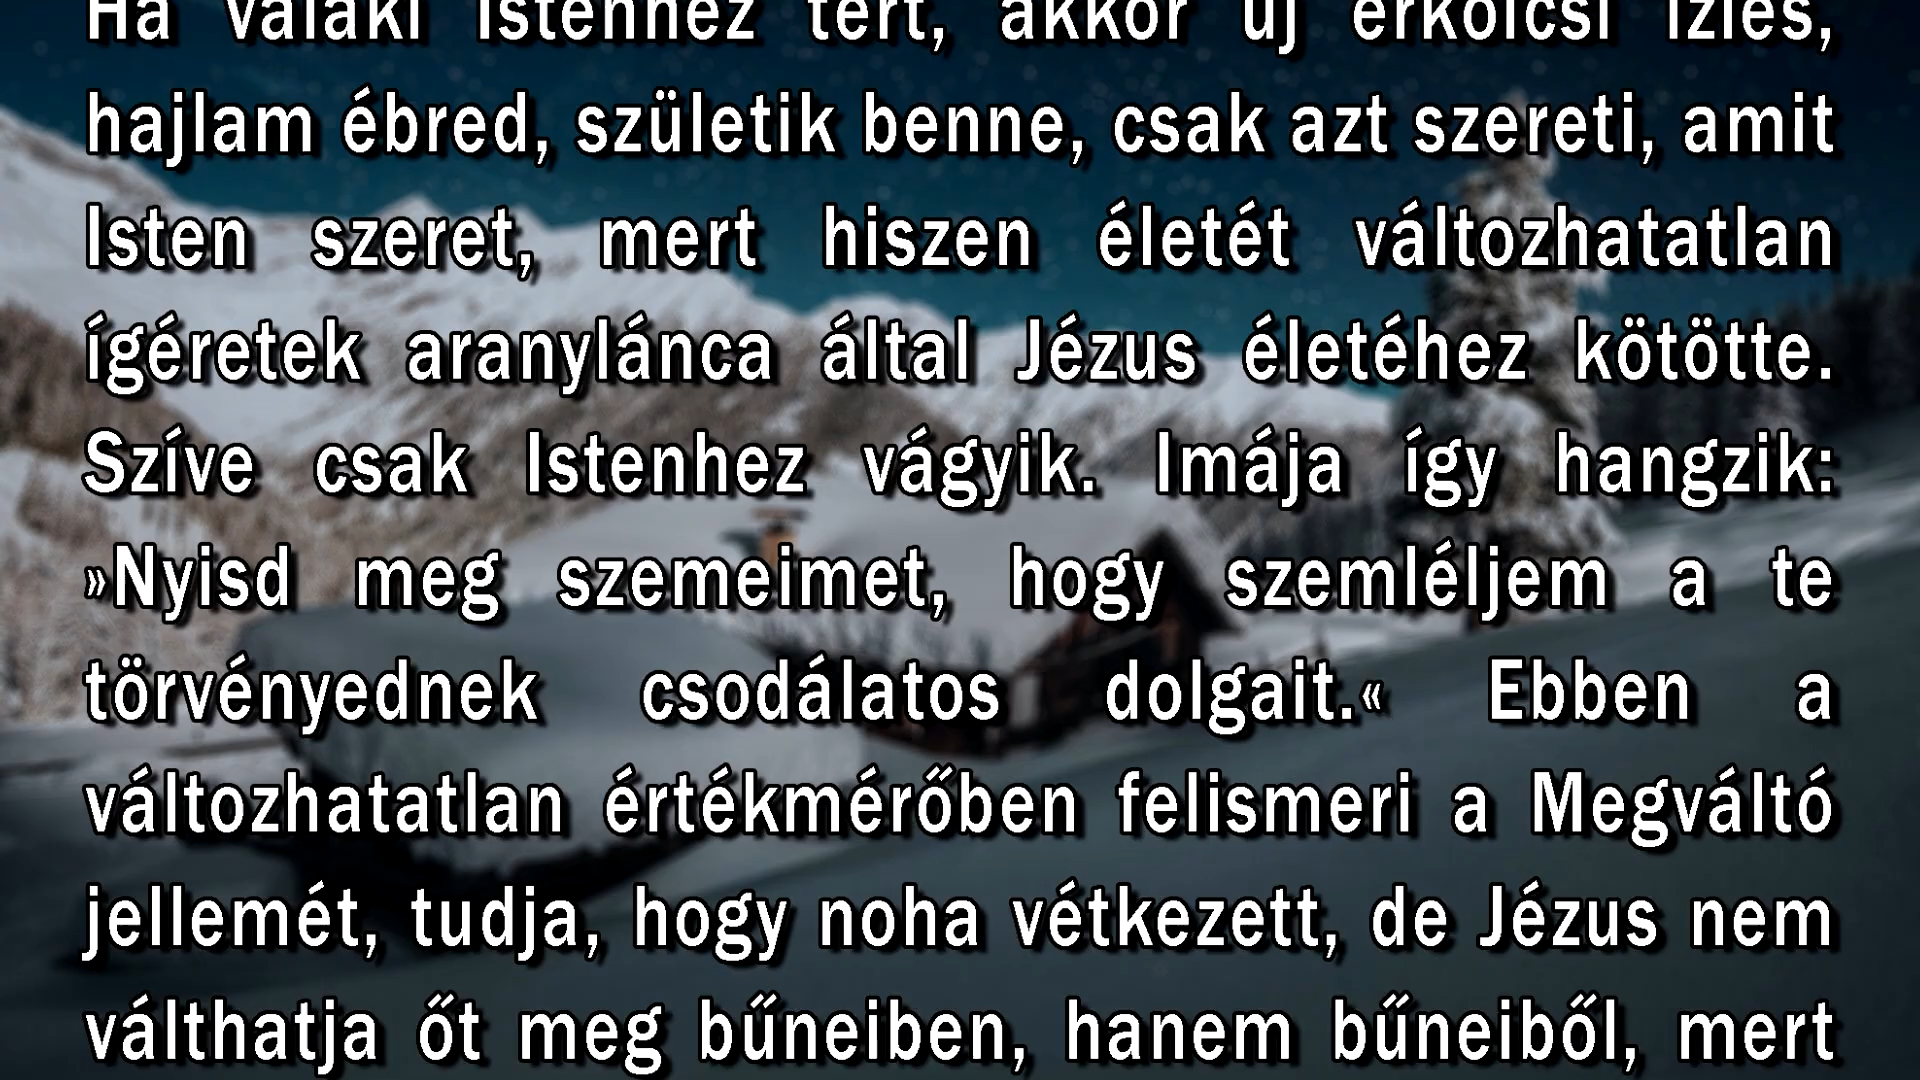 Ha valaki Istenhez tért, akkor új erkölcsi ízlés,
hajlam ébred, születik benne, csak azt szereti, amit
Isten szeret, mert hiszen életét változhatatlan
ígéretek aranylánca által Jézus életéhez kötötte.
Szíve csak Istenhez vágyik. Imája így hangzik:
»Nyisd meg szemeimet, hogy szemléljem a te
törvényednek csodálatos dolgait.« Ebben a
változhatatlan értékmérőben felismeri a Megváltó
jellemét, tudja, hogy noha vétkezett, de Jézus nem
válthatja őt meg bűneiben, hanem bűneiből, mert